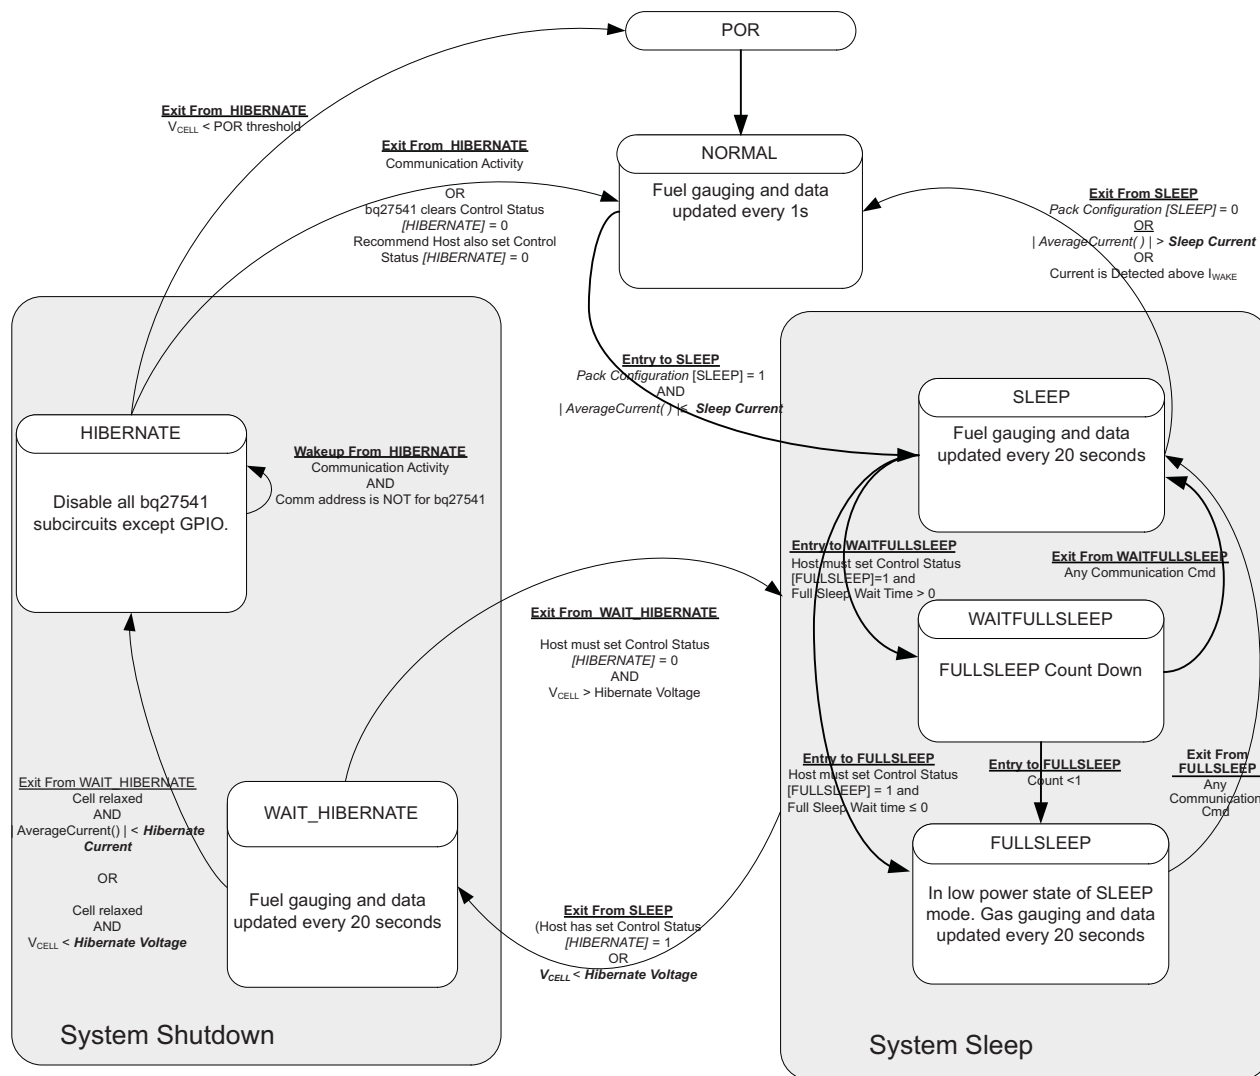 POR
Exit From HIBERNATE
VCELL < POR threshold
Exit From HIBERNATE
Communication Activity
OR
bq27541 clears Control Status
[HIBERNATE] = 0
Recommend Host also set Control
Status [HIBERNATE] = 0
NORMAL
Fuel gauging and data
updated every 1s
Exit From SLEEP
Pack Configuration [SLEEP] = 0
OR
| AverageCurrent( ) | > Sleep Current
OR
Current is Detected above IWAKE
Entry to SLEEP
Pack Configuration [SLEEP] = 1
AND
| AverageCurrent( ) |≤ Sleep Current
HIBERNATE
Disable all bq27541
subcircuits except GPIO.
Wakeup From HIBERNATE
Communication Activity
AND
Comm address is NOT for bq27541
SLEEP
Fuel gauging and data
updated every 20 seconds
Entry to WAITFULLSLEEP
Host must set Control Status
[FULLSLEEP]=1 and
Full Sleep Wait Time > 0
Exit From WAITFULLSLEEP
Any Communication Cmd
WAITFULLSLEEP
FULLSLEEP Count Down
Exit From WAIT_HIBERNATE
Host must set Control Status
[HIBERNATE] = 0
AND
VCELL > Hibernate Voltage
Entry to FULLSLEEP
Host must set Control Status
[FULLSLEEP] = 1 and
Full Sleep Wait time ≤ 0
Entry to FULLSLEEP
Count <1
Exit From
FULLSLEEP
Any
Communication
Cmd
Exit From WAIT_HIBERNATE
Cell relaxed
AND
| AverageCurrent() | < Hibernate
Current
OR
Cell relaxed
AND
VCELL < Hibernate Voltage
WAIT_HIBERNATE
Fuel gauging and data
updated every 20 seconds
FULLSLEEP
In low power state of SLEEP
mode. Gas gauging and data
updated every 20 seconds
Exit From SLEEP
(Host has set Control Status
[HIBERNATE] = 1
OR
VCELL < Hibernate Voltage
System Shutdown
System Sleep